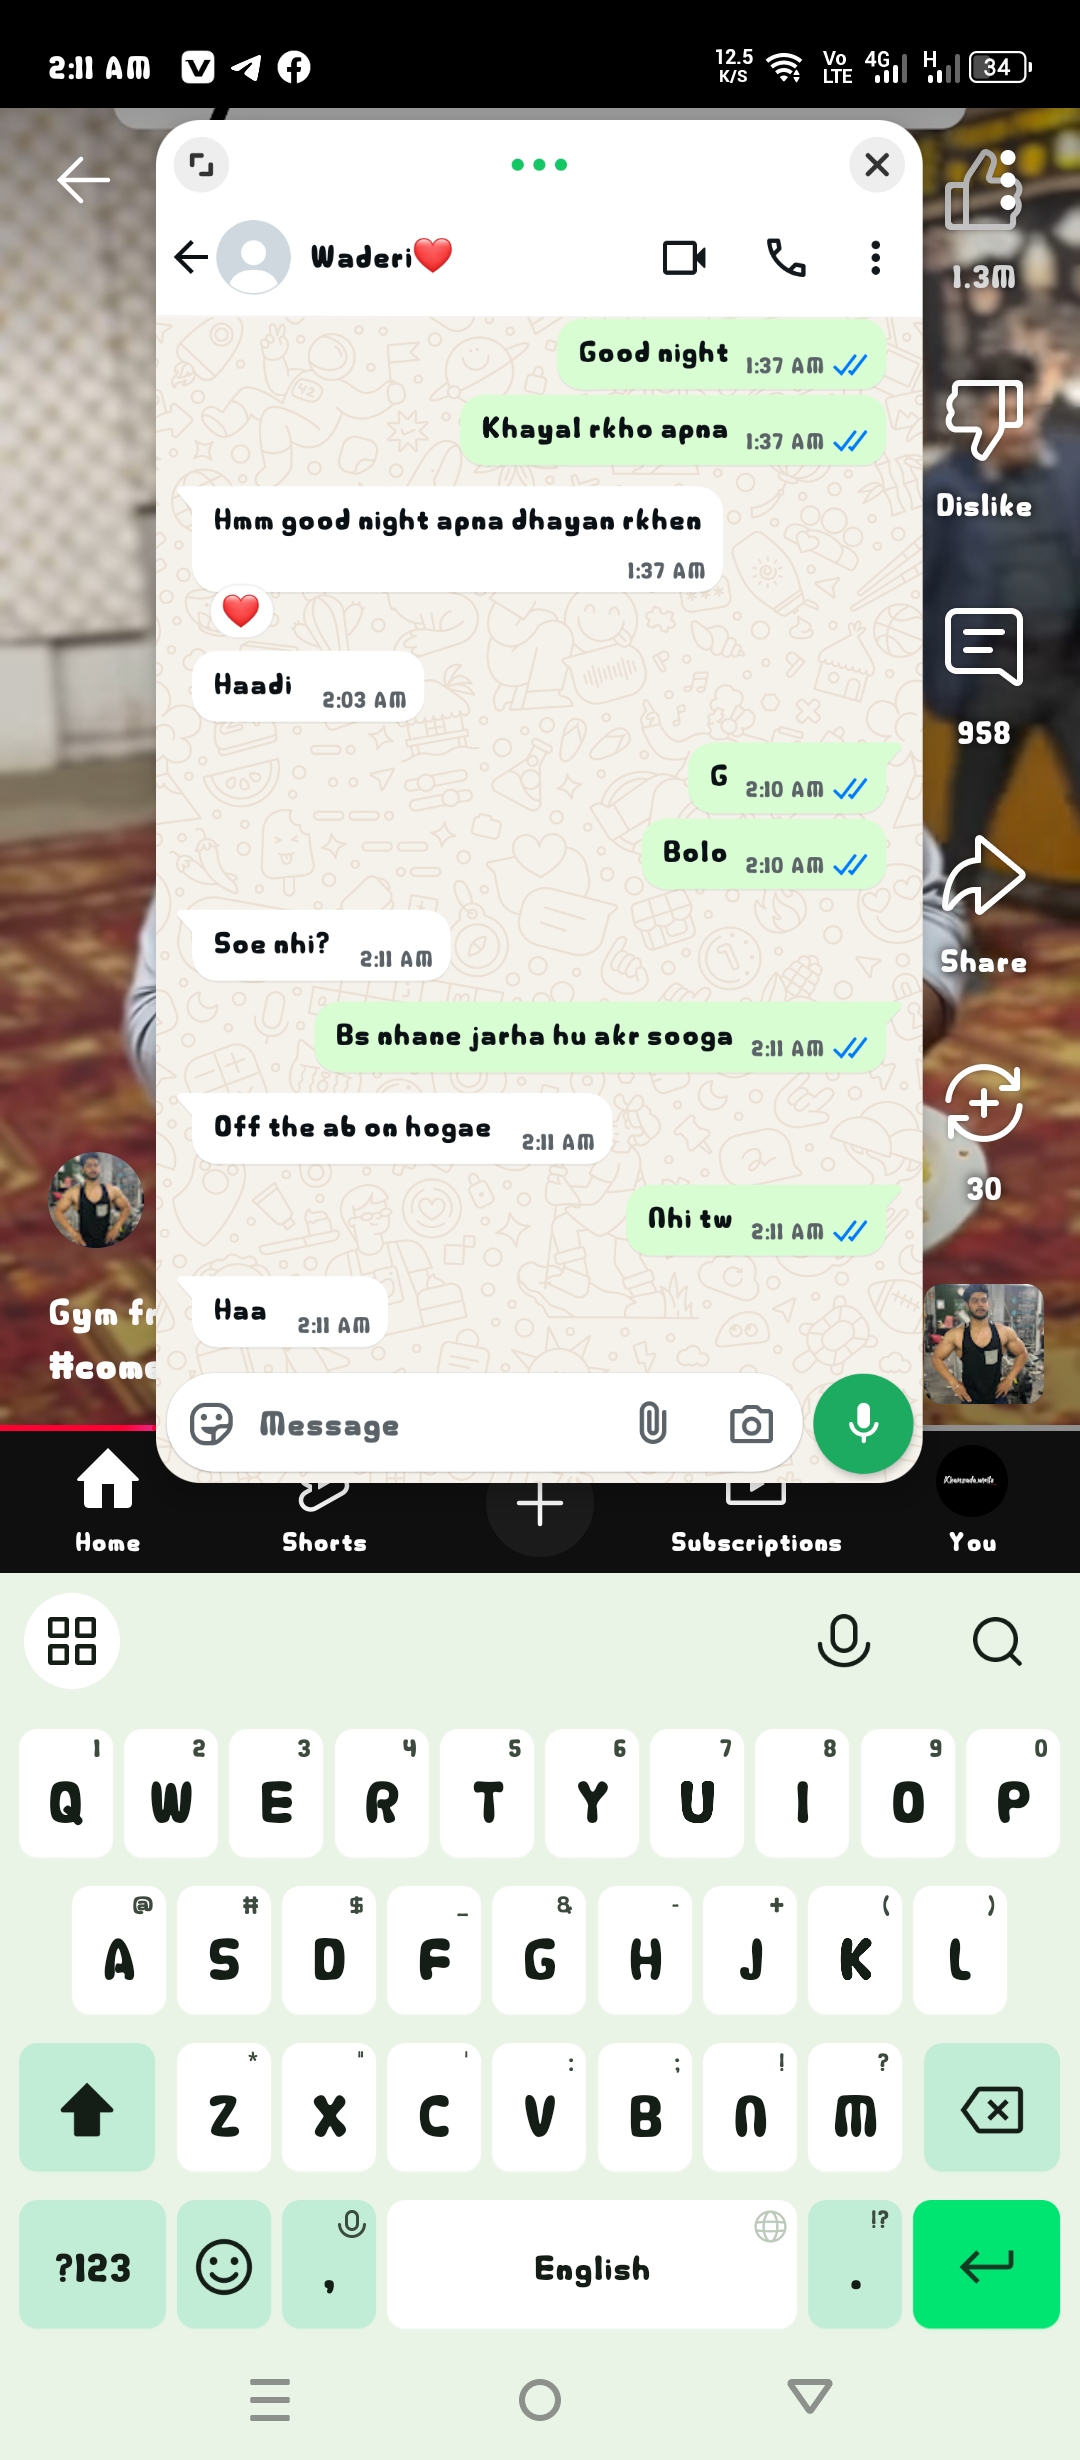 2:11 AM
12.5 K/S
Vo LTE
4G
H
34
Waderi❤️
Good night 1:37 AM
Khayal rkho apna 1:37 AM
Hmm good night apna dhayan rkhen
1:37 AM
❤️
Haadi 2:03 AM
G 2:10 AM
Bolo 2:10 AM
Soe nhi? 2:11 AM
Bs nhane jarha hu akr sooga 2:11 AM
Off the ab on hogae 2:11 AM
Nhi tw 2:11 AM
Haa 2:11 AM
Message
1.3M
Dislike
958
Share
30
Gym fr
#come
Home
Shorts
Subscriptions
You
1 2 3 4 5 6 7 8 9 0
Q W E R T Y U I O P
@ # $ _ & - + ( )
A S D F G H J K L
* " ' : ; ! ?
Z X C V B N M
!?
?123 , English .